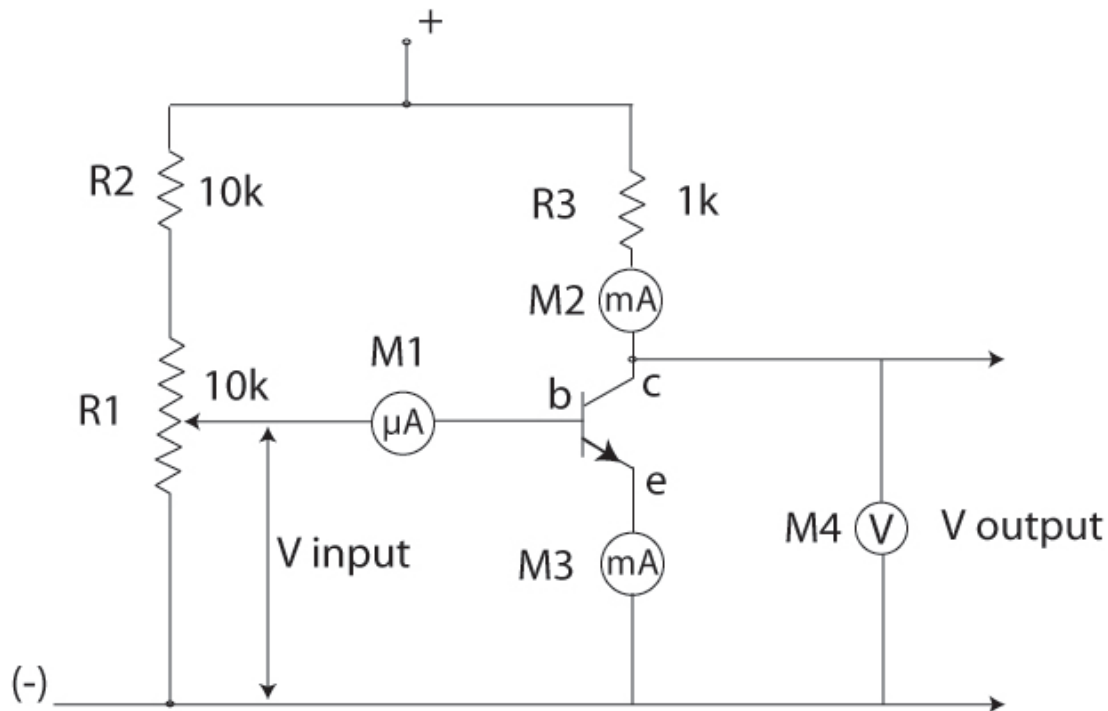 +
R2 10k
R3 1k
M2 mA
M1
R1 10k
b c
µA
e
V input
M3 mA
M4 V V output
(-)